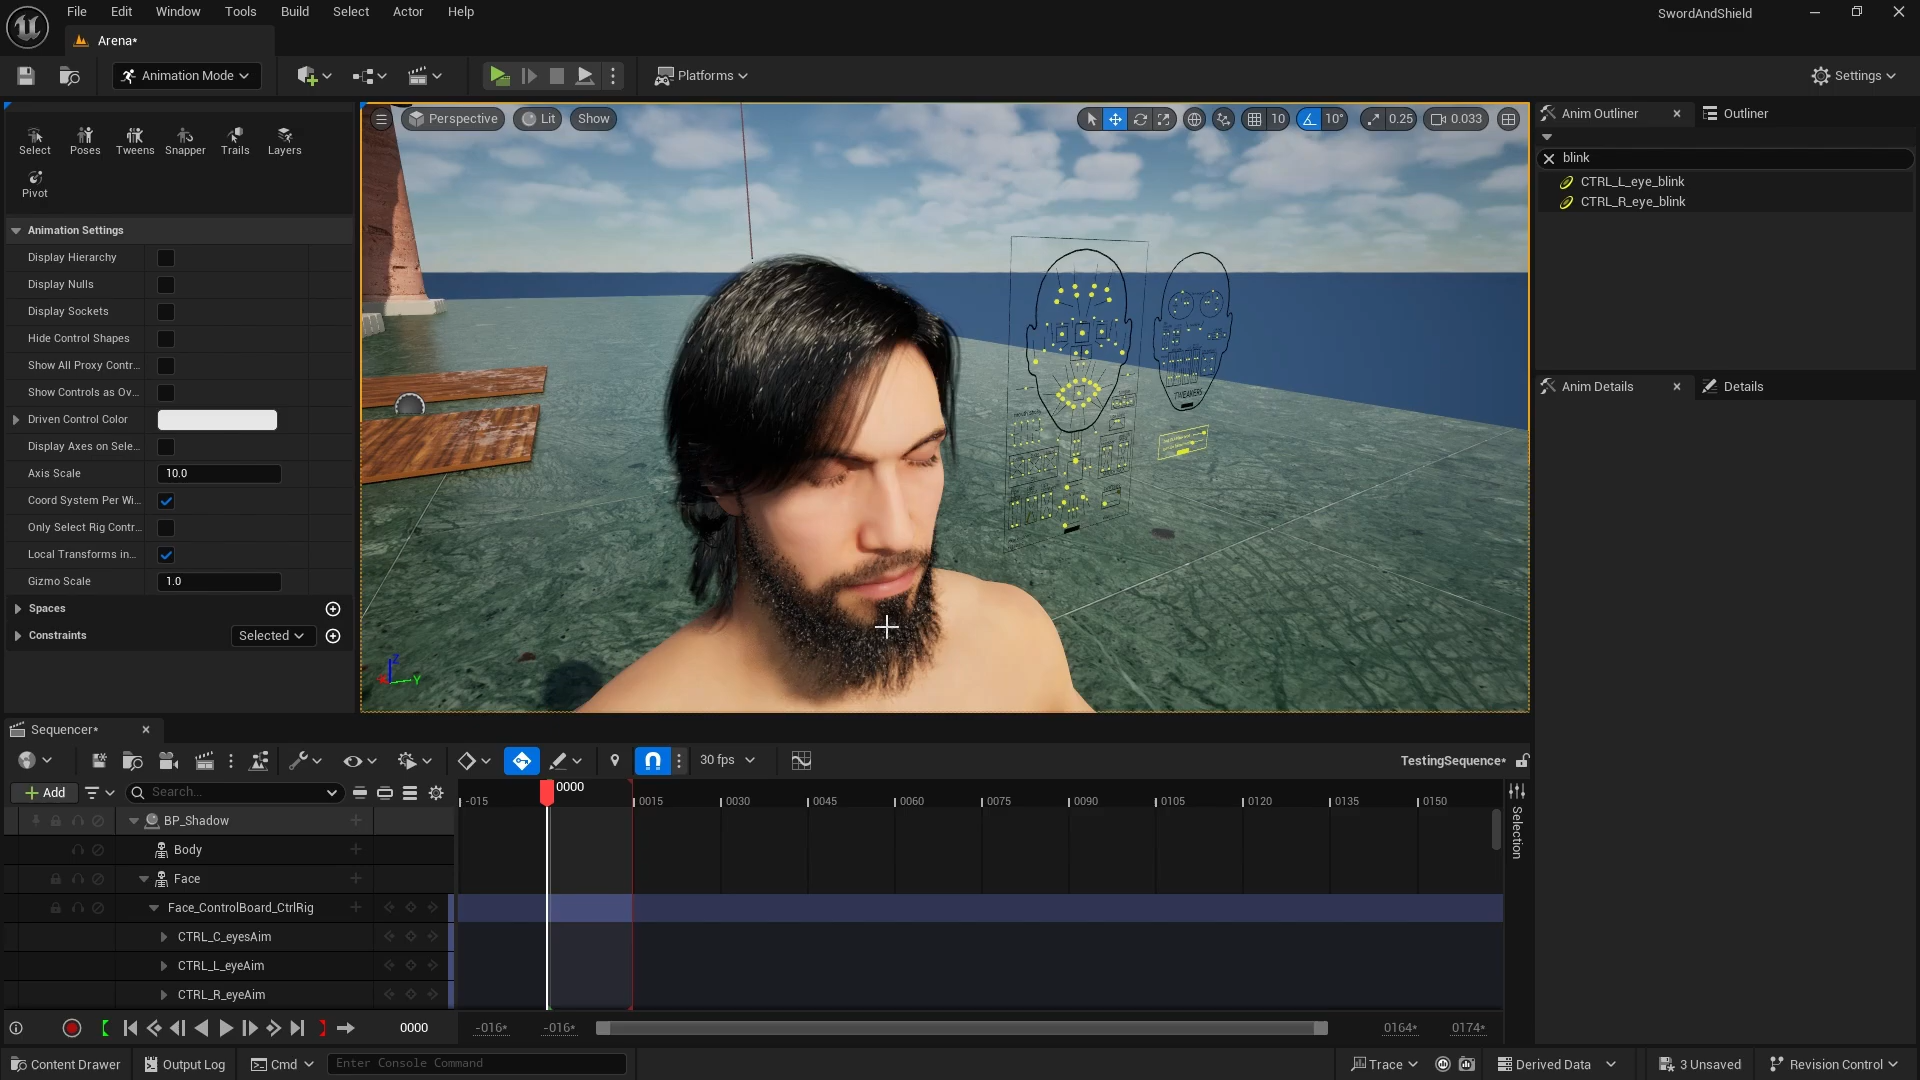 File Edit Window Tools Build Select Actor Help
SwordAndShield
Arena*
Animation Mode
Platforms
Settings
Select Poses Tweens Snapper Trails Layers
Pivot
Animation Settings
Display Hierarchy
Display Nulls
Display Sockets
Hide Control Shapes
Show All Proxy Contr...
Show Controls as Ov...
Driven Control Color
Display Axes on Sele...
Axis Scale 10.0
Coord System Per Wi...
Only Select Rig Contr...
Local Transforms in...
Gizmo Scale 1.0
Spaces
Constraints Selected
Perspective Lit Show
10 10° 0.25 0.033
TWEAKERS
Z
Y
Anim Outliner Outliner
blink
CTRL_L_eye_blink
CTRL_R_eye_blink
Anim Details Details
Sequencer*
30 fps
TestingSequence*
Add Search...
0000
-015 0015 0030 0045 0060 0075 0090 0105 0120 0135 0150
Selection
BP_Shadow
Body
Face
Face_ControlBoard_CtrlRig
CTRL_C_eyesAim
CTRL_L_eyeAim
CTRL_R_eyeAim
0000 -016* -016* 0164* 0174*
Content Drawer Output Log Cmd Enter Console Command
Trace Derived Data 3 Unsaved Revision Control